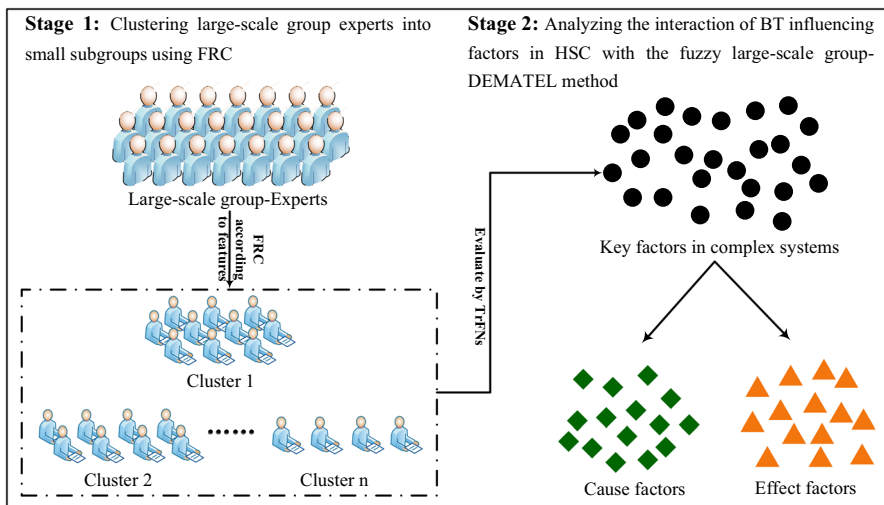 Stage 1: Clustering large-scale group experts into
small subgroups using FRC
Large-scale group-Experts
FRC
according
to features
Cluster 1
Cluster 2
......
Cluster n
Evaluate by TrFNs
Stage 2: Analyzing the interaction of BT influencing
factors in HSC with the fuzzy large-scale group-
DEMATEL method
Key factors in complex systems
Cause factors
Effect factors